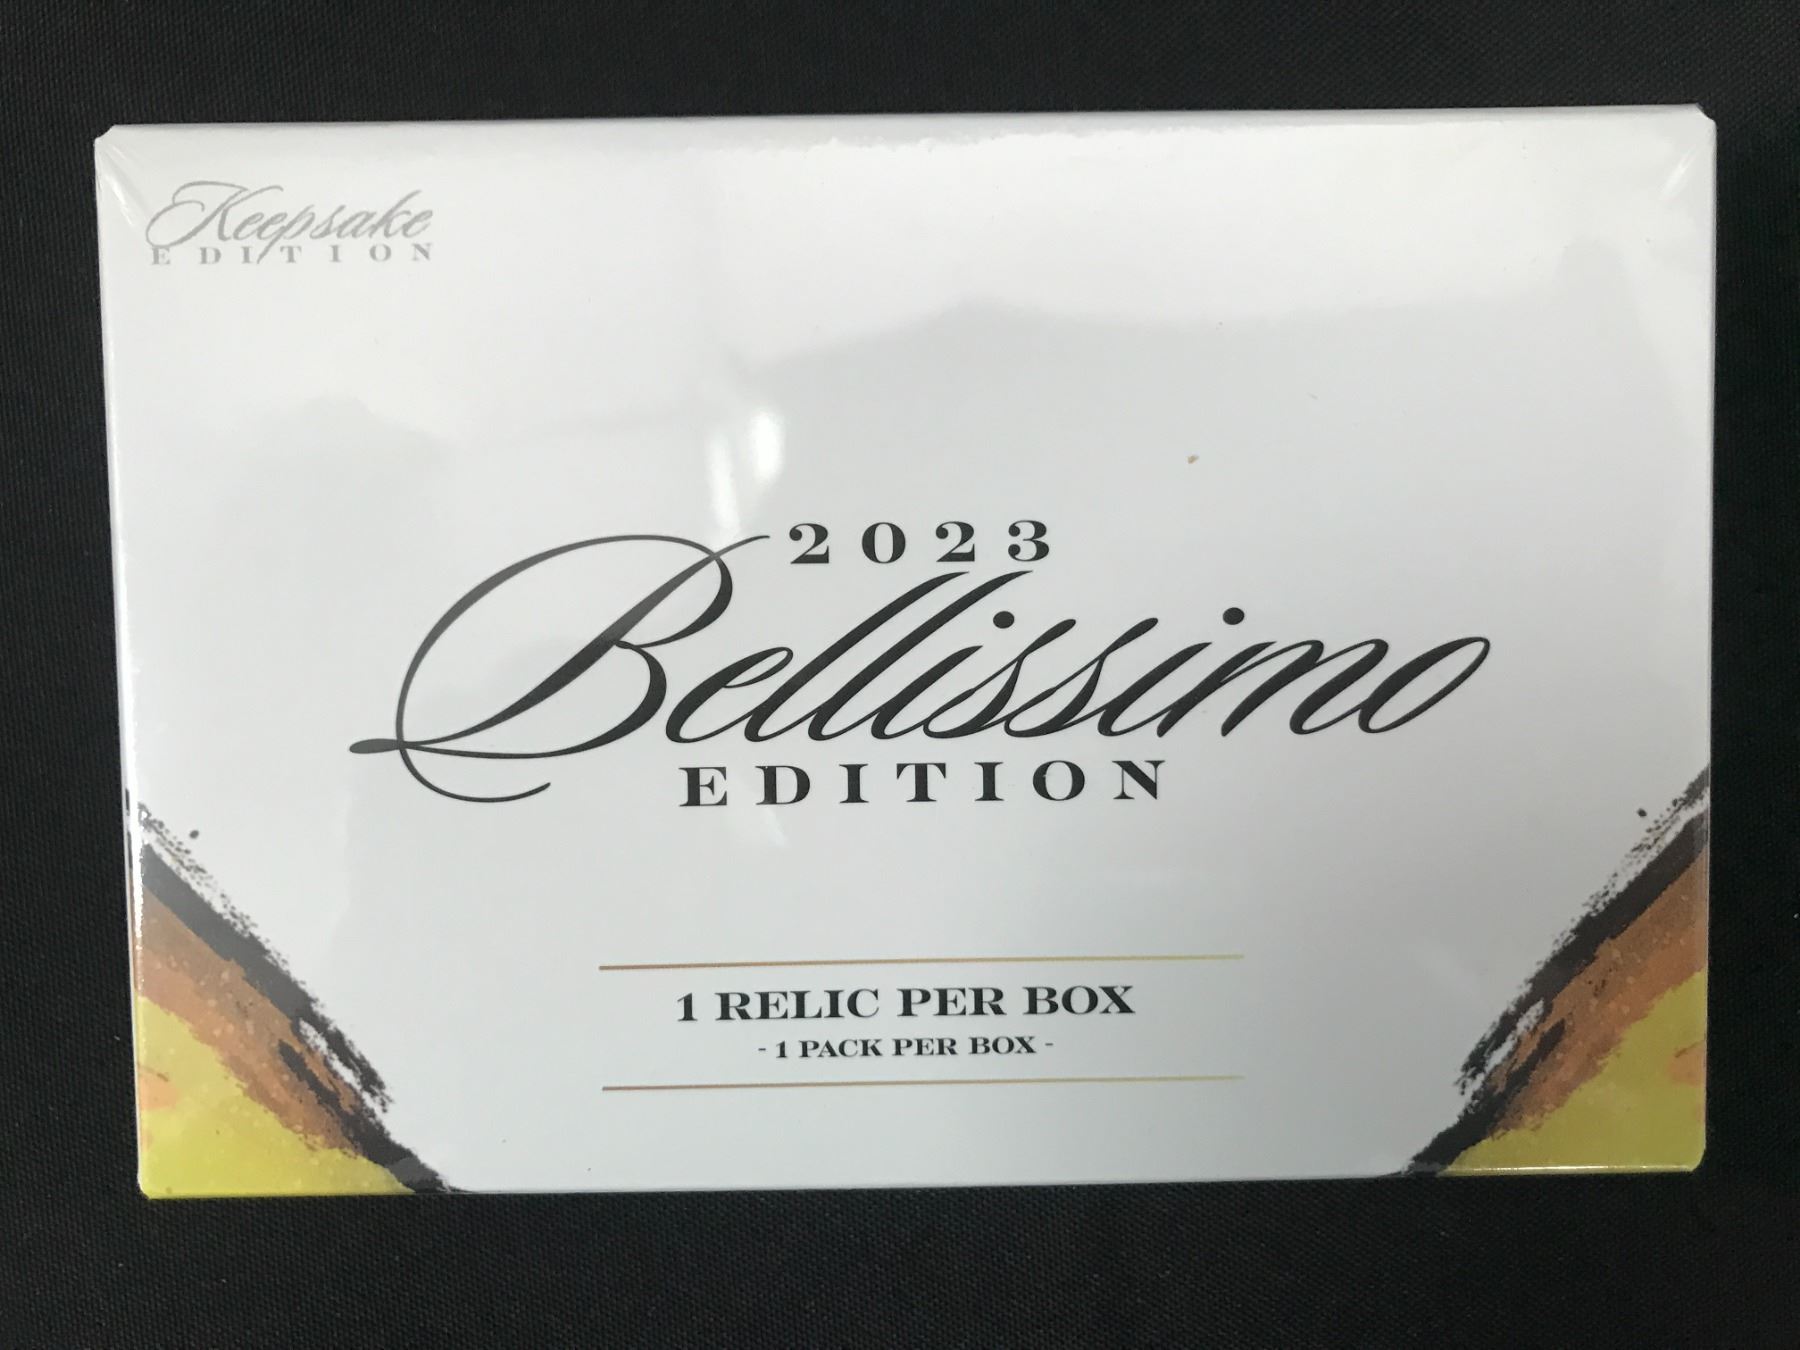 Keepsake
EDITION
2023
Bellissimo
EDITION
1 RELIC PER BOX
- 1 PACK PER BOX -